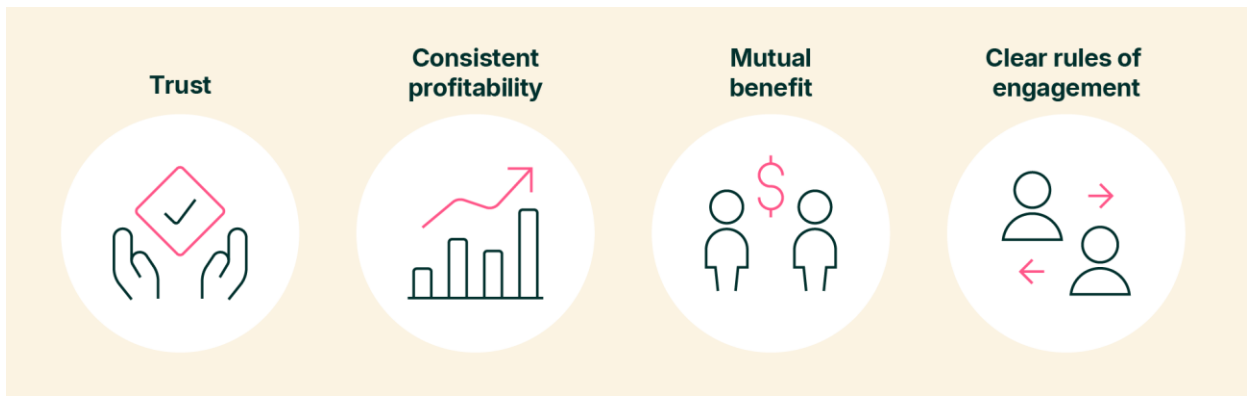 Trust
Consistent
profitability
Mutual
benefit
Clear rules of
engagement
$